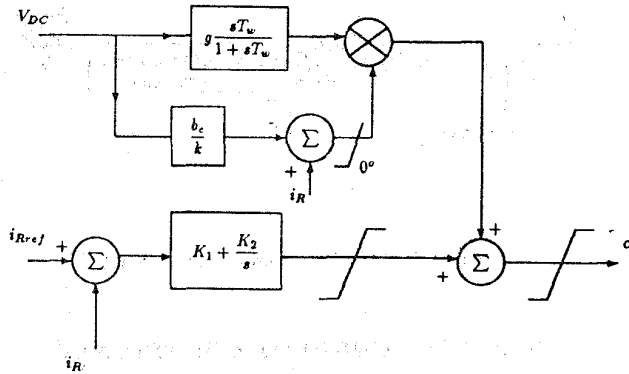 V_DC
g sT_w / 1 + sT_w
b_c / k
Σ
0°
+
i_R
i_Rref
+
Σ
K_1 + K_2 / s
+
+
Σ
i_R